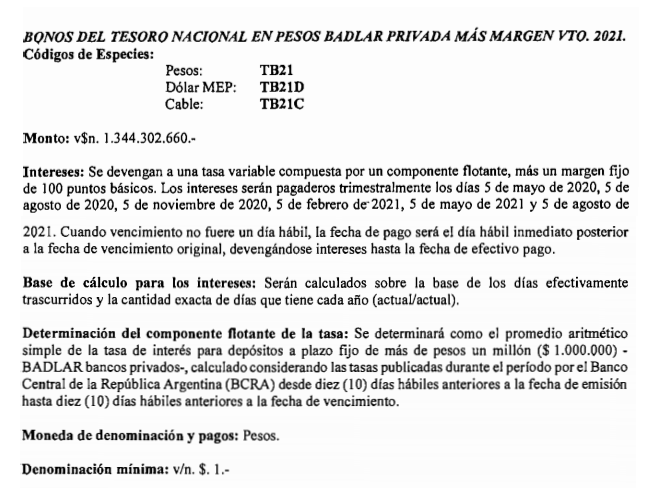 BONOS DEL TESORO NACIONAL EN PESOS BADLAR PRIVADA MÁS MARGEN VTO. 2021.
Códigos de Especies:
Pesos: TB21
Dólar MEP: TB21D
Cable: TB21C
Monto: v$n. 1.344.302.660.-
Intereses: Se devengan a una tasa variable compuesta por un componente flotante, más un margen fijo
de 100 puntos básicos. Los intereses serán pagaderos trimestralmente los días 5 de mayo de 2020, 5 de
agosto de 2020, 5 de noviembre de 2020, 5 de febrero de 2021, 5 de mayo de 2021 y 5 de agosto de
2021. Cuando vencimiento no fuere un día hábil, la fecha de pago será el día hábil inmediato posterior
a la fecha de vencimiento original, devengándose intereses hasta la fecha de efectivo pago.
Base de cálculo para los intereses: Serán calculados sobre la base de los días efectivamente
trascurridos y la cantidad exacta de días que tiene cada año (actual/actual).
Determinación del componente flotante de la tasa: Se determinará como el promedio aritmético
simple de la tasa de interés para depósitos a plazo fijo de más de pesos un millón ($ 1.000.000) -
BADLAR bancos privados-, calculado considerando las tasas publicadas durante el período por el Banco
Central de la República Argentina (BCRA) desde diez (10) días hábiles anteriores a la fecha de emisión
hasta diez (10) días hábiles anteriores a la fecha de vencimiento.
Moneda de denominación y pagos: Pesos.
Denominación mínima: v/n. $. 1.-